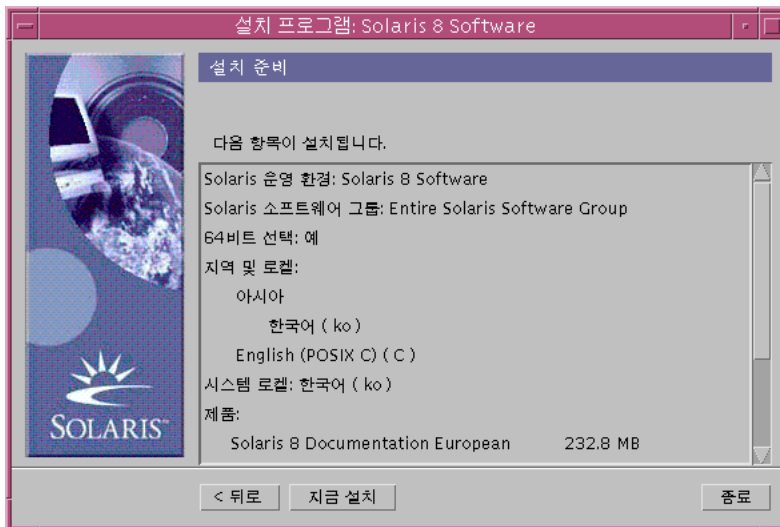 설치 프로그램: Solaris 8 Software
설치 준비
다음 항목이 설치됩니다.
Solaris 운영 환경: Solaris 8 Software
Solaris 소프트웨어 그룹: Entire Solaris Software Group
64비트 선택: 예
지역 및 로켈:
아시아
한국어 ( ko )
English (POSIX C) ( C )
시스템 로켈: 한국어 ( ko )
제품:
Solaris 8 Documentation European 232.8 MB
SOLARIS™
< 뒤로 지금 설치 종료